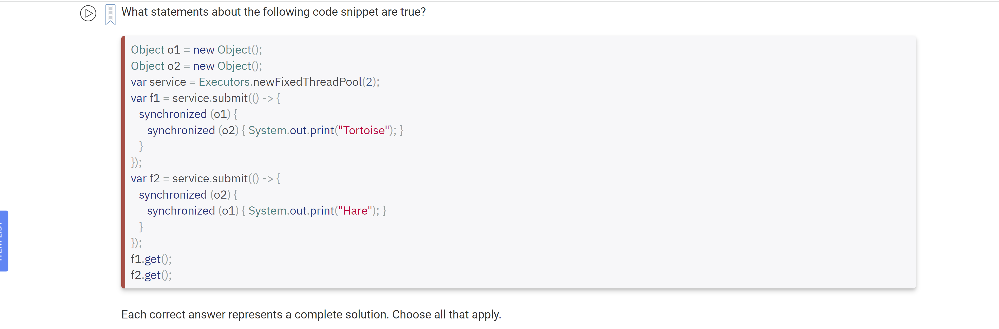 What statements about the following code snippet are true?
Object o1 = new Object();
Object o2 = new Object();
var service = Executors.newFixedThreadPool(2);
var f1 = service.submit(() -> {
synchronized (o1) {
synchronized (o2) { System.out.print("Tortoise"); }
}
});
var f2 = service.submit(() -> {
synchronized (o2) {
synchronized (o1) { System.out.print("Hare"); }
}
});
f1.get();
f2.get();
Each correct answer represents a complete solution. Choose all that apply.